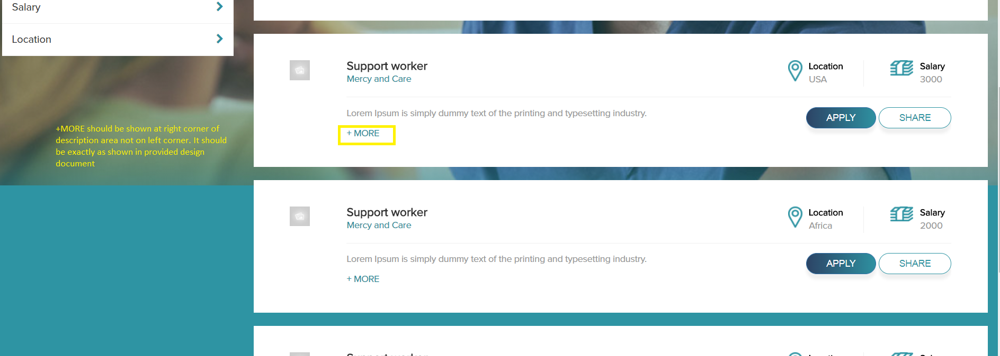 Salary
Location
+MORE should be shown at right corner of
description area not on left corner. It should
be exactly as shown in provided design
document
Support worker
Mercy and Care
Location
USA
Salary
3000
Lorem Ipsum is simply dummy text of the printing and typesetting industry.
+ MORE
APPLY
SHARE
Support worker
Mercy and Care
Location
Africa
Salary
2000
Lorem Ipsum is simply dummy text of the printing and typesetting industry.
+ MORE
APPLY
SHARE